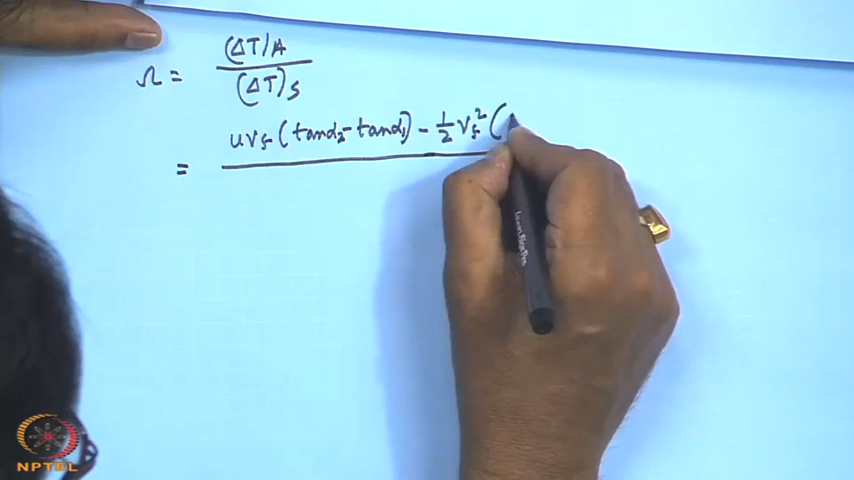 Ω = (ΔT)A / (ΔT)S
= uVf (tanα2 - tanα1) - 1/2 Vf² (
NPTEL